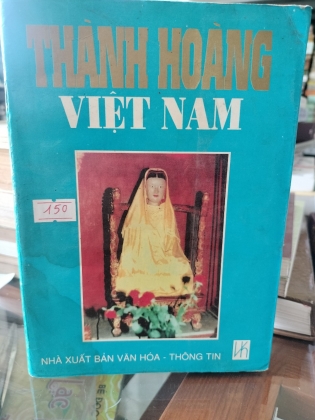 THÀNH HOÀNG
VIỆT NAM
150
NHÀ XUẤT BẢN VĂN HÓA - THÔNG TIN